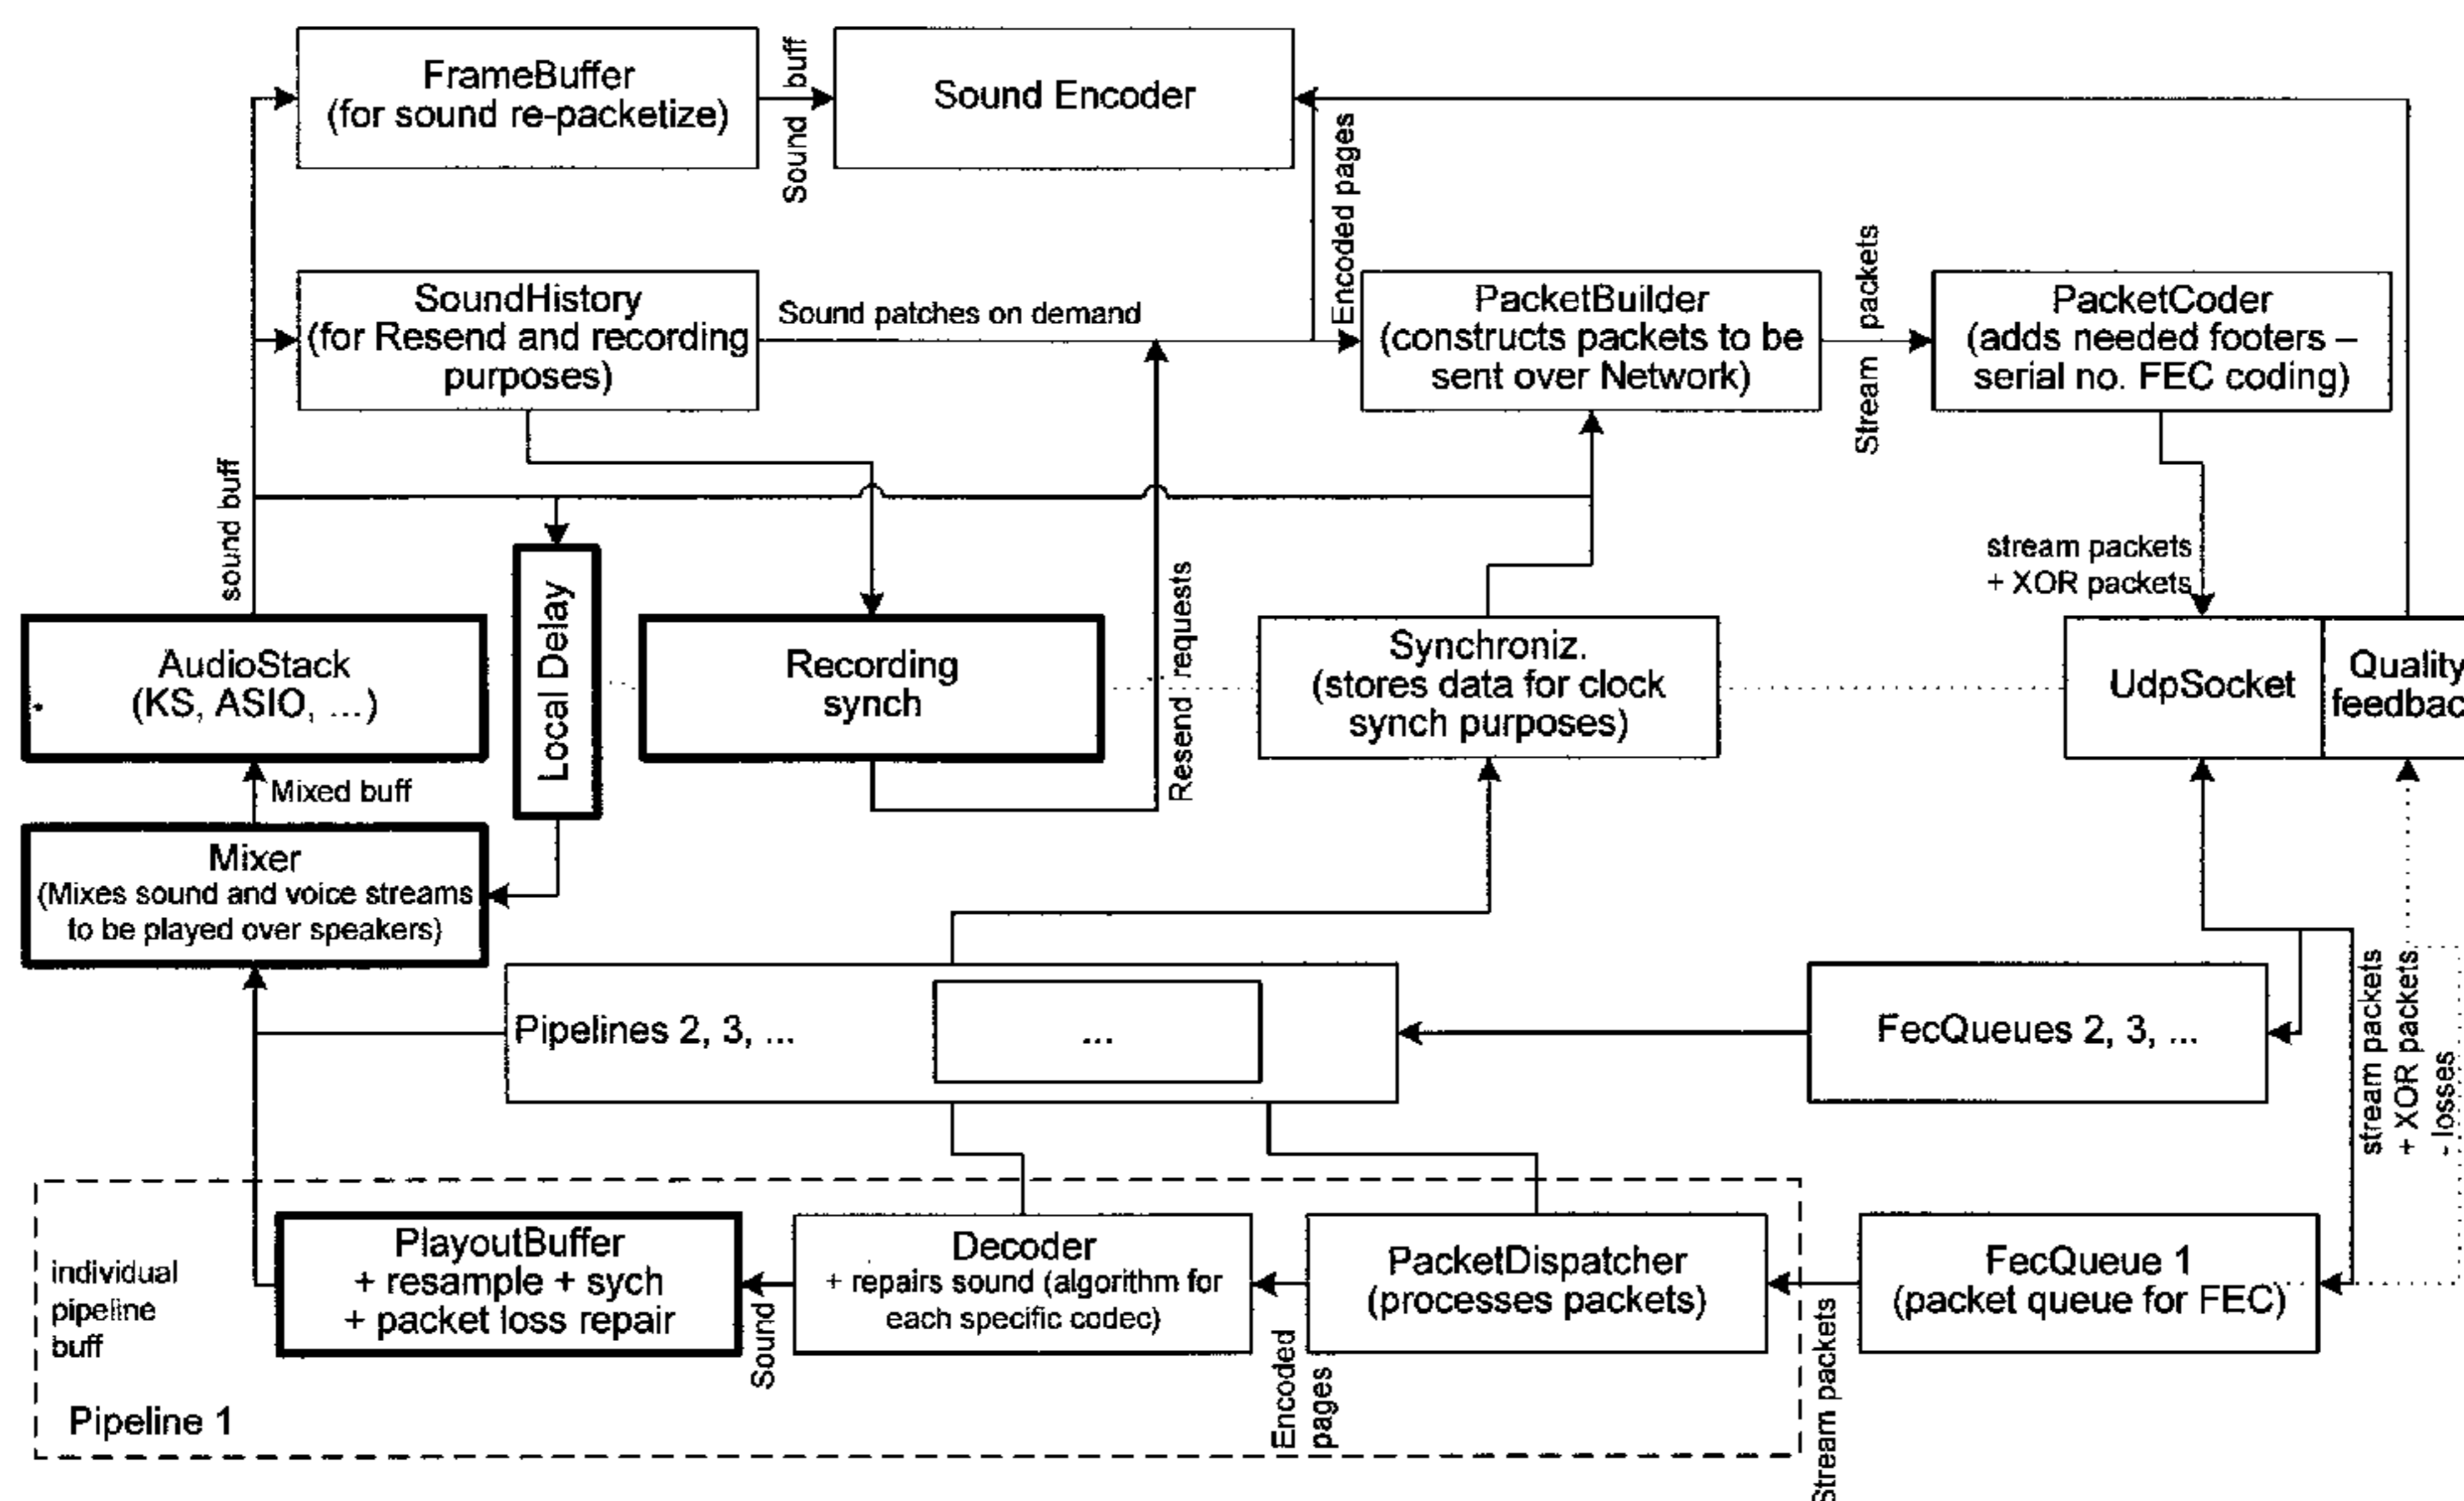 FrameBuffer
(for sound re-packetize)
Sound buff
Sound Encoder
Encoded pages
SoundHistory
(for Resend and recording
purposes)
Sound patches on demand
PacketBuilder
(constructs packets to be
sent over Network)
Stream packets
PacketCoder
(adds needed footers –
serial no. FEC coding)
sound buff
stream packets
+ XOR packets
AudioStack
(KS, ASIO, ...)
Local Delay
Recording
synch
Resend requests
Synchroniz.
(stores data for clock
synch purposes)
UdpSocket
Quality
feedbac
Mixed buff
Mixer
(Mixes sound and voice streams
to be played over speakers)
Pipelines 2, 3, ...
...
FecQueues 2, 3, ...
stream packets
+ XOR packets
- losses
individual
pipeline
buff
PlayoutBuffer
+ resample + sych
+ packet loss repair
Sound
Decoder
+ repairs sound (algorithm for
each specific codec)
Encoded
pages
PacketDispatcher
(processes packets)
Stream packets
FecQueue 1
(packet queue for FEC)
Pipeline 1